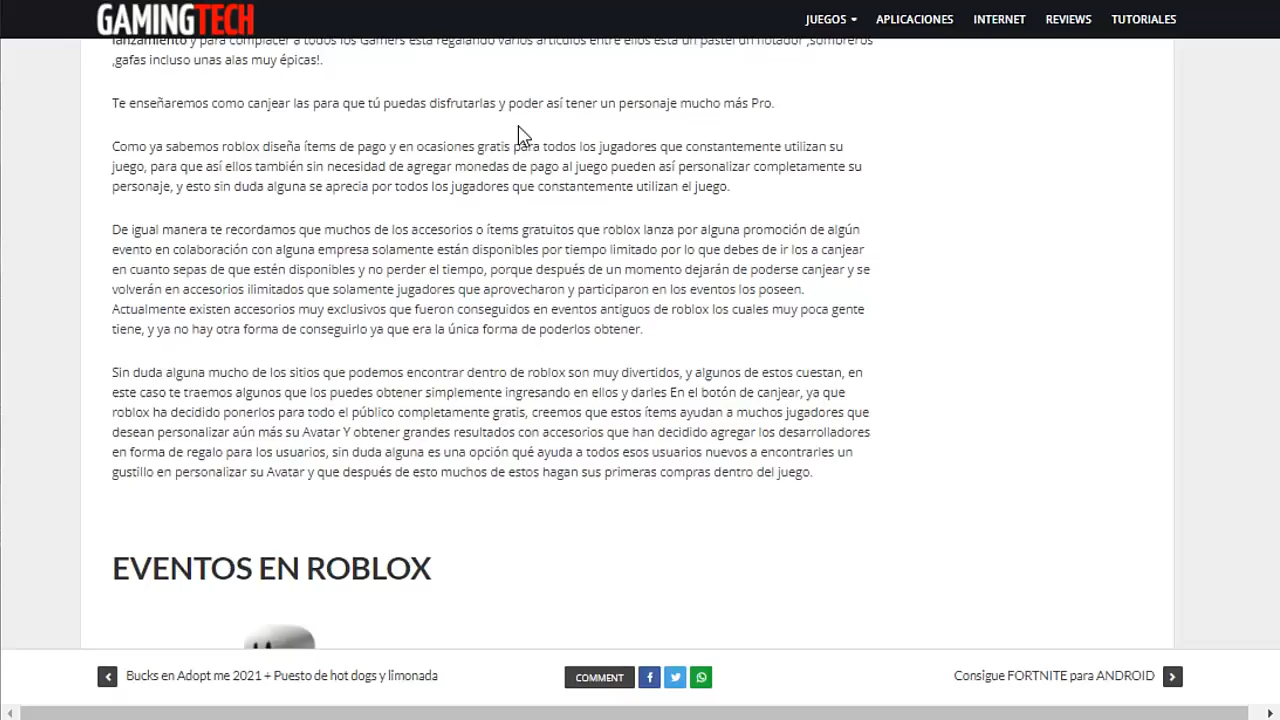 GAMINGTECH
JUEGOS
APLICACIONES
INTERNET
REVIEWS
TUTORIALES
lanzamiento y para complacer a todos los Gamers está regalando varios artículos entre ellos está un pastel un flotador ,sombreros
,gafas incluso unas alas muy épicas!.
Te enseñaremos como canjear las para que tú puedas disfrutarlas y poder así tener un personaje mucho más Pro.
Como ya sabemos roblox diseña ítems de pago y en ocasiones gratis para todos los jugadores que constantemente utilizan su
juego, para que así ellos también sin necesidad de agregar monedas de pago al juego pueden así personalizar completamente su
personaje, y esto sin duda alguna se aprecia por todos los jugadores que constantemente utilizan el juego.
De igual manera te recordamos que muchos de los accesorios o ítems gratuitos que roblox lanza por alguna promoción de algún
evento en colaboración con alguna empresa solamente están disponibles por tiempo limitado por lo que debes de ir los a canjear
en cuanto sepas de que estén disponibles y no perder el tiempo, porque después de un momento dejarán de poderse canjear y se
volverán en accesorios ilimitados que solamente jugadores que aprovecharon y participaron en los eventos los poseen.
Actualmente existen accesorios muy exclusivos que fueron conseguidos en eventos antiguos de roblox los cuales muy poca gente
tiene, y ya no hay otra forma de conseguirlo ya que era la única forma de poderlos obtener.
Sin duda alguna mucho de los sitios que podemos encontrar dentro de roblox son muy divertidos, y algunos de estos cuestan, en
este caso te traemos algunos que los puedes obtener simplemente ingresando en ellos y darles En el botón de canjear, ya que
roblox ha decidido ponerlos para todo el público completamente gratis, creemos que estos ítems ayudan a muchos jugadores que
desean personalizar aún más su Avatar Y obtener grandes resultados con accesorios que han decidido agregar los desarrolladores
en forma de regalo para los usuarios, sin duda alguna es una opción qué ayuda a todos esos usuarios nuevos a encontrarles un
gustillo en personalizar su Avatar y que después de esto muchos de estos hagan sus primeras compras dentro del juego.
EVENTOS EN ROBLOX
Bucks en Adopt me 2021 + Puesto de hot dogs y limonada
COMMENT
Consigue FORTNITE para ANDROID